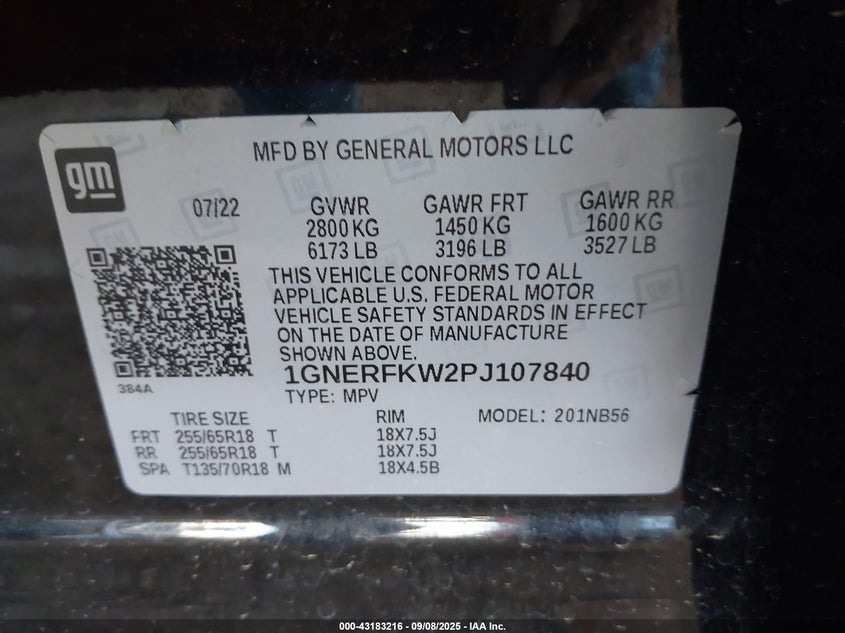 gm
MFD BY GENERAL MOTORS LLC
07/22 GVWR GAWR FRT GAWR RR
2800 KG 1450 KG 1600 KG
6173 LB 3196 LB 3527 LB
THIS VEHICLE CONFORMS TO ALL
APPLICABLE U.S. FEDERAL MOTOR
VEHICLE SAFETY STANDARDS IN EFFECT
ON THE DATE OF MANUFACTURE
SHOWN ABOVE.
384A
1GNERFKW2PJ107840
TYPE: MPV
TIRE SIZE RIM MODEL: 201NB56
FRT 255/65R18 T 18X7.5J
RR 255/65R18 T 18X7.5J
SPA T135/70R18 M 18X4.5B
000-43183216 - 09/08/2025 - IAA Inc.